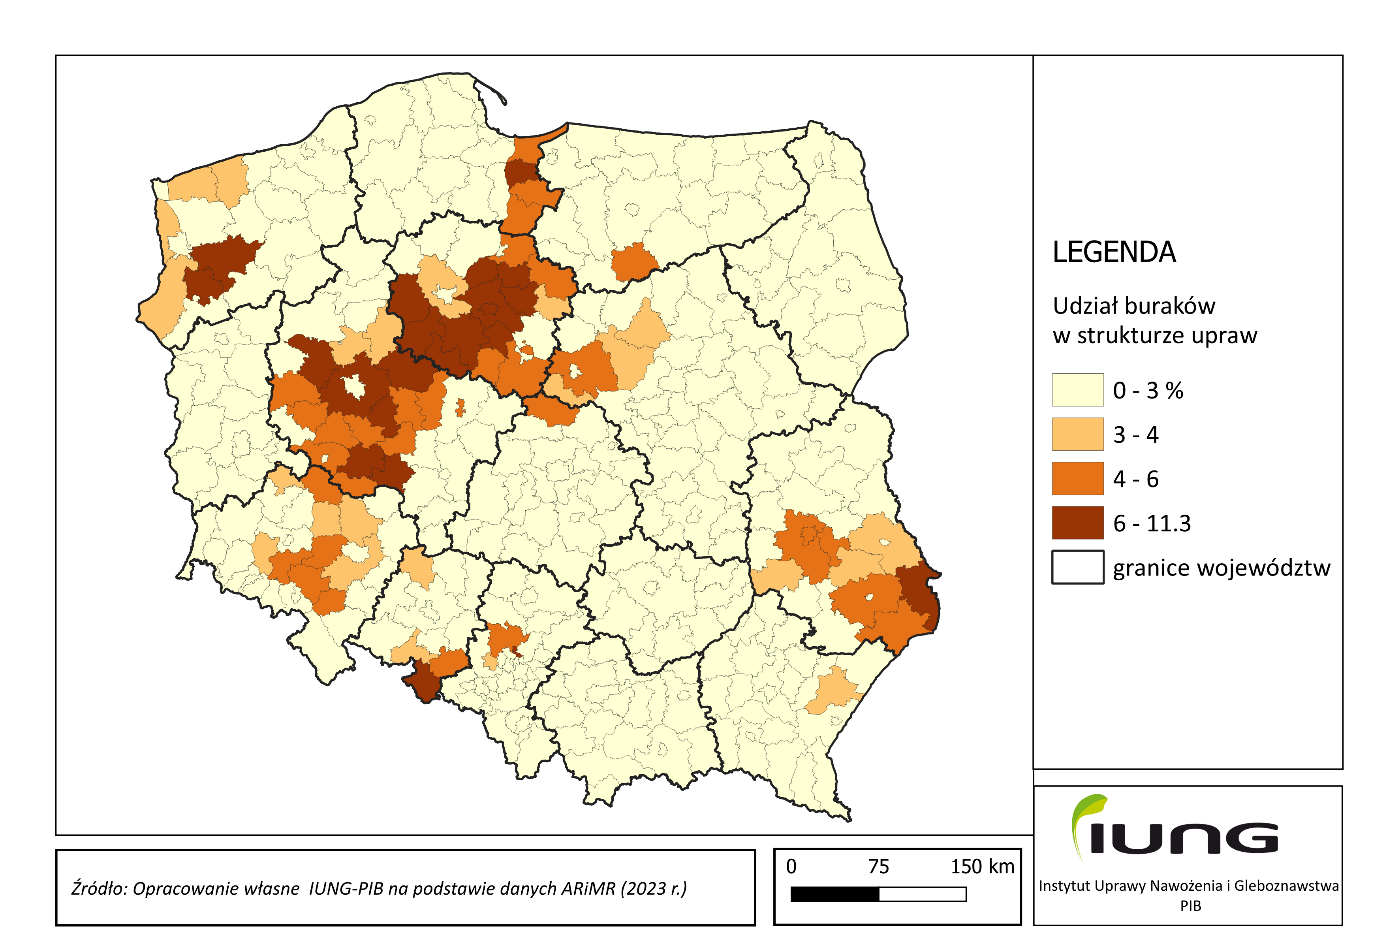 LEGENDA
Udział buraków
w strukturze upraw
0 - 3 %
3 - 4
4 - 6
6 - 11.3
granice województw
IUNG
Instytut Uprawy Nawożenia i Gleboznawstwa
PIB
Źródło: Opracowanie własne IUNG-PIB na podstawie danych ARiMR (2023 r.)
0 75 150 km